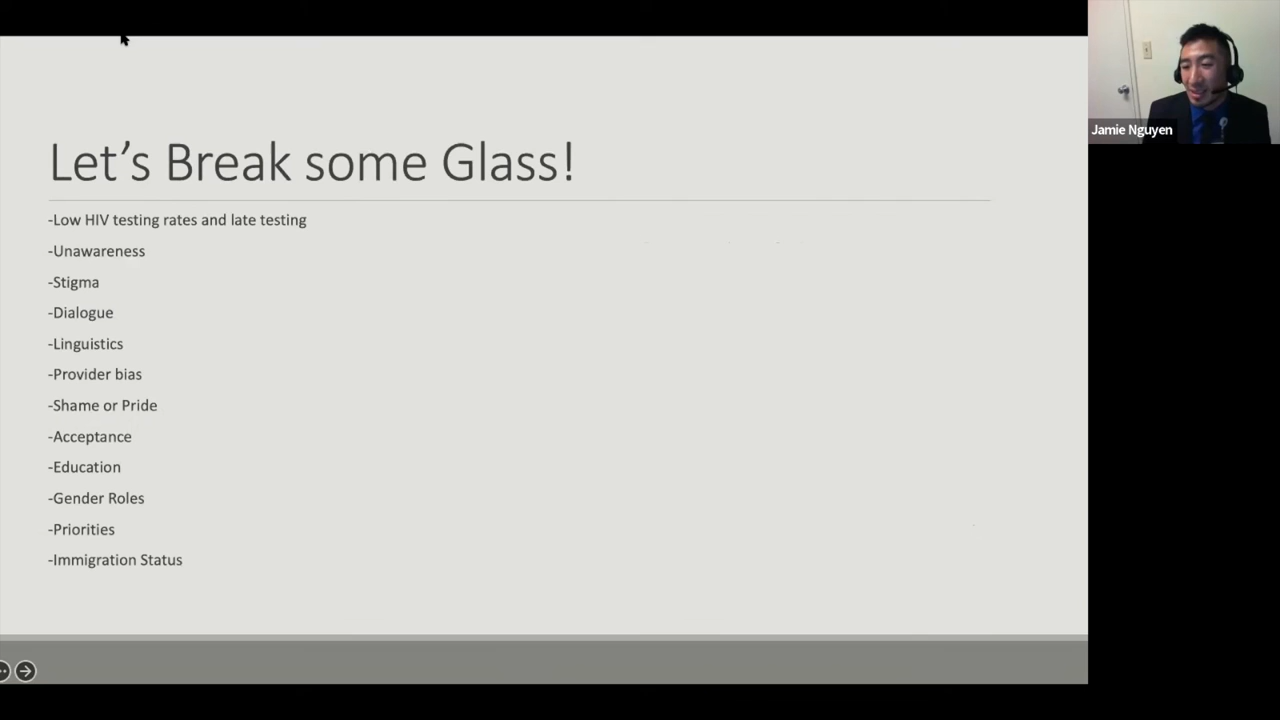 Let's Break some Glass!
-Low HIV testing rates and late testing
-Unawareness
-Stigma
-Dialogue
-Linguistics
-Provider bias
-Shame or Pride
-Acceptance
-Education
-Gender Roles
-Priorities
-Immigration Status
Jamie Nguyen